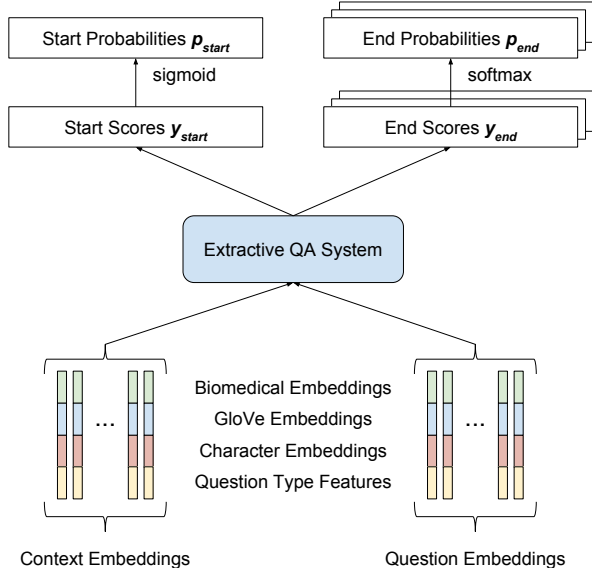 Start Probabilities p_start
End Probabilities p_end
sigmoid
softmax
Start Scores y_start
End Scores y_end
Extractive QA System
Biomedical Embeddings
GloVe Embeddings
... ...
Character Embeddings
Question Type Features
Context Embeddings
Question Embeddings